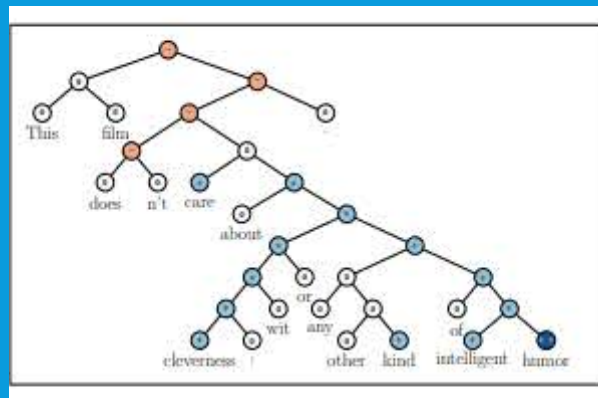 This film .
does n't care
about
or
wit any of
cleverness , other kind intelligent humor